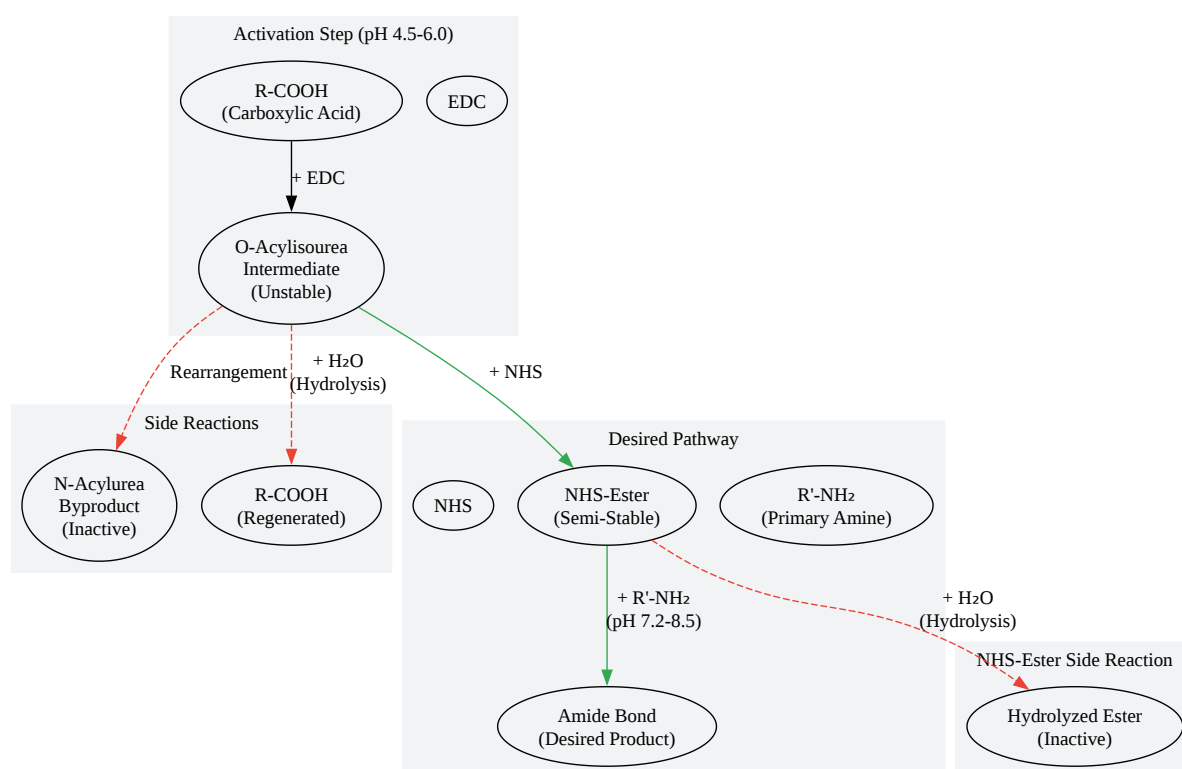 Activation Step (pH 4.5-6.0)
R-COOH
(Carboxylic Acid)
EDC
+ EDC
O-Acylisourea
Intermediate
(Unstable)
Rearrangement
+ H₂O
(Hydrolysis)
+ NHS
Side Reactions
N-Acylurea
Byproduct
(Inactive)
R-COOH
(Regenerated)
Desired Pathway
NHS
NHS-Ester
(Semi-Stable)
R'-NH₂
(Primary Amine)
+ R'-NH₂
(pH 7.2-8.5)
+ H₂O
(Hydrolysis)
Amide Bond
(Desired Product)
NHS-Ester Side Reaction
Hydrolyzed Ester
(Inactive)